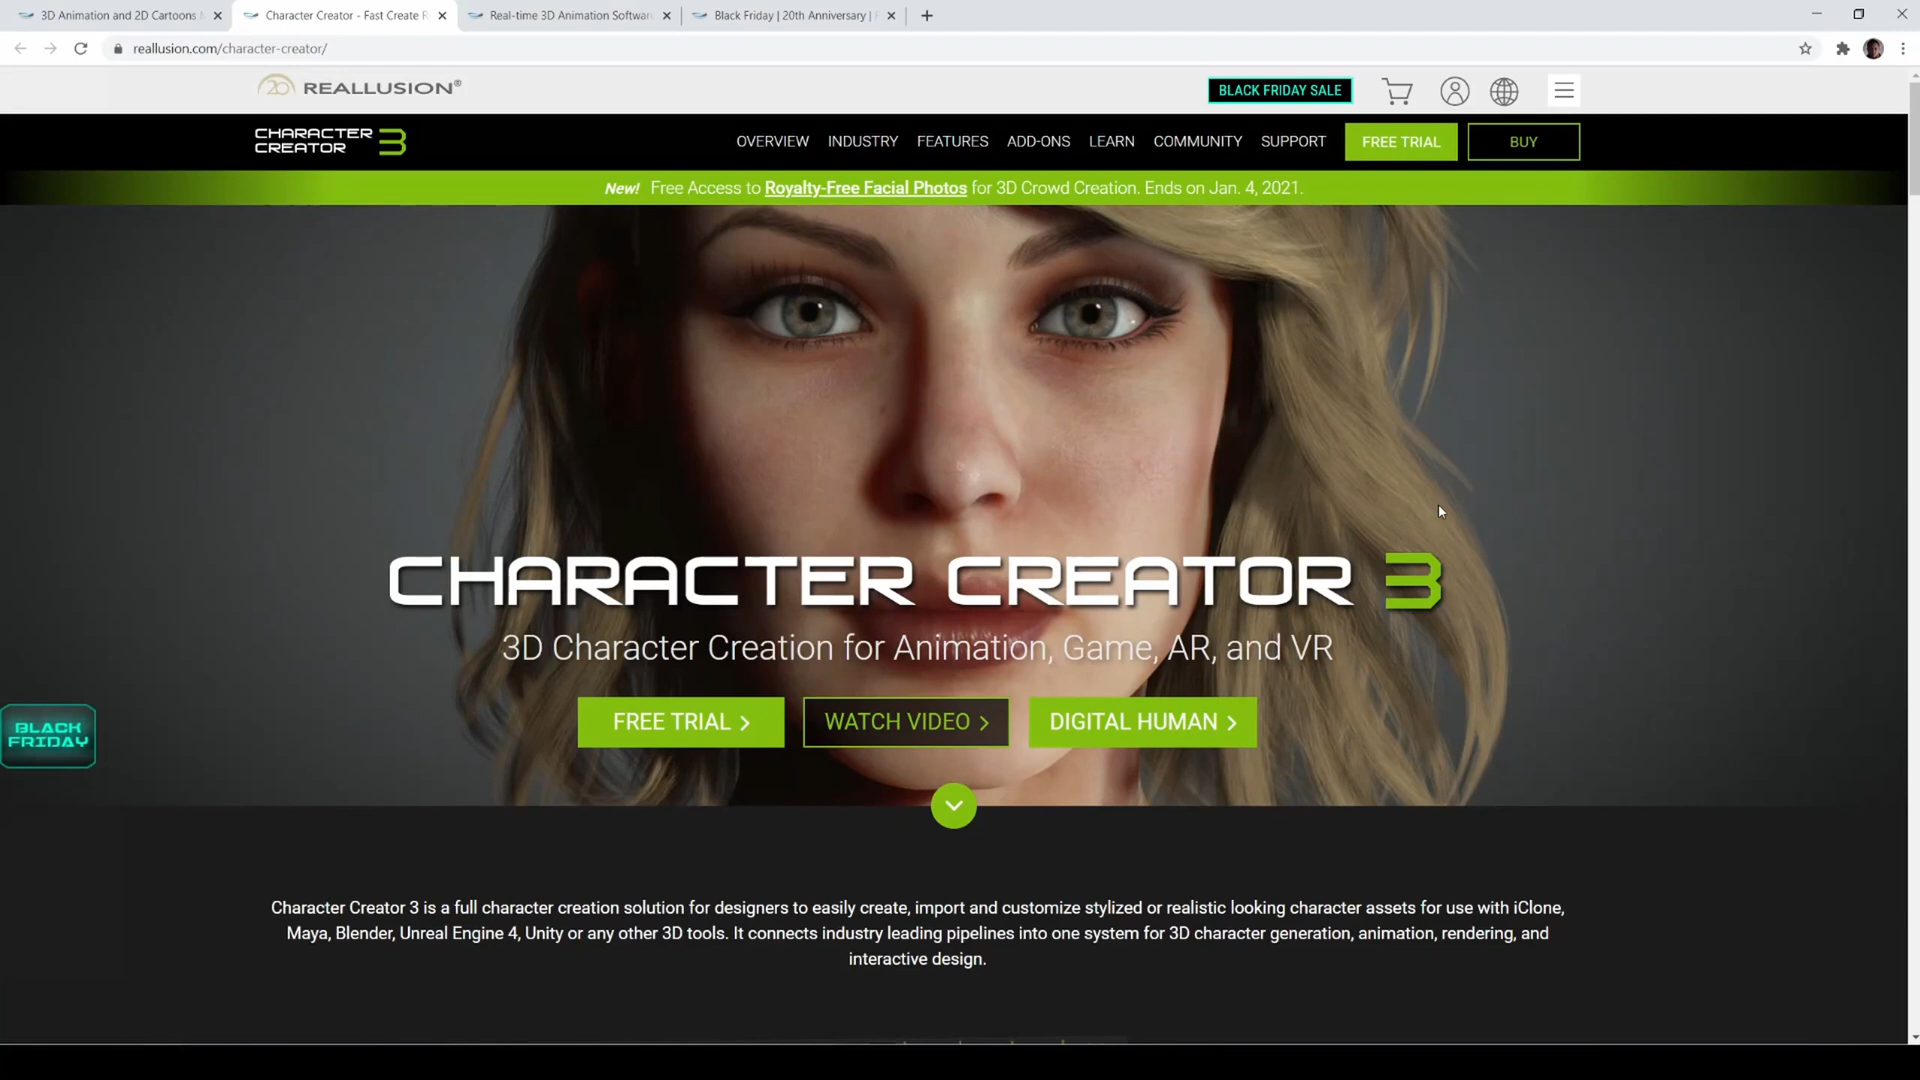 3D Animation and 2D Cartoons
Character Creator - Fast Create R
Real-time 3D Animation Software
Black Friday | 20th Anniversary |
reallusion.com/character-creator/
20 REALLUSION®
BLACK FRIDAY SALE
CHARACTER CREATOR 3
OVERVIEW INDUSTRY FEATURES ADD-ONS LEARN COMMUNITY SUPPORT FREE TRIAL BUY
New! Free Access to Royalty-Free Facial Photos for 3D Crowd Creation. Ends on Jan. 4, 2021.
CHARACTER CREATOR 3
3D Character Creation for Animation, Game, AR, and VR
FREE TRIAL > WATCH VIDEO > DIGITAL HUMAN >
BLACK
FRIDAY
Character Creator 3 is a full character creation solution for designers to easily create, import and customize stylized or realistic looking character assets for use with iClone,
Maya, Blender, Unreal Engine 4, Unity or any other 3D tools. It connects industry leading pipelines into one system for 3D character generation, animation, rendering, and
interactive design.